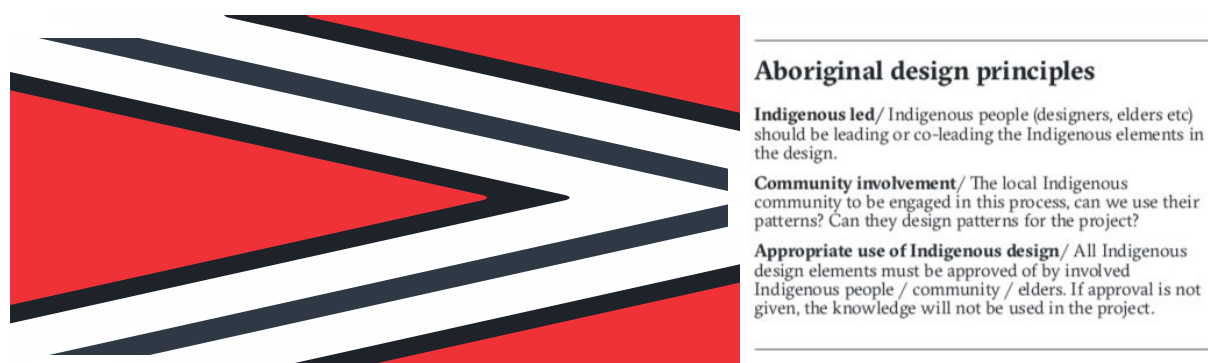 Aboriginal design principles
Indigenous led/ Indigenous people (designers, elders etc)
should be leading or co-leading the Indigenous elements in
the design.
Community involvement/ The local Indigenous
community to be engaged in this process, can we use their
patterns? Can they design patterns for the project?
Appropriate use of Indigenous design/ All Indigenous
design elements must be approved of by involved
Indigenous people / community / elders. If approval is not
given, the knowledge will not be used in the project.